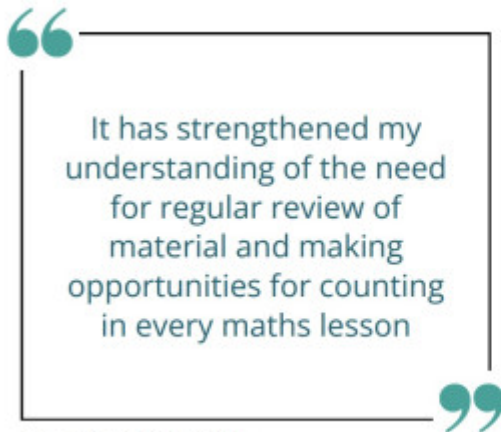 It has strengthened my
understanding of the need
for regular review of
material and making
opportunities for counting
in every maths lesson